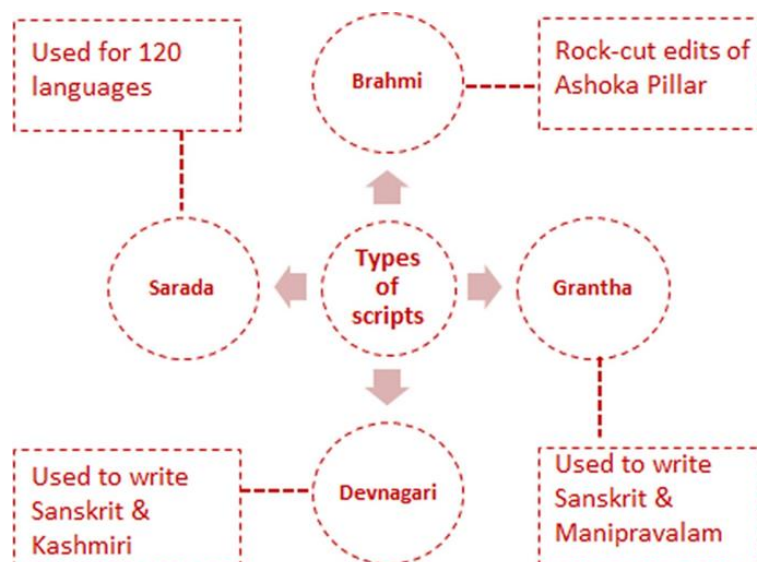 Used for 120
languages
Brahmi
Rock-cut edits of
Ashoka Pillar
Sarada
Types
of
scripts
Grantha
Used to write
Sanskrit &
Kashmiri
Devnagari
Used to write
Sanskrit &
Manipravalam